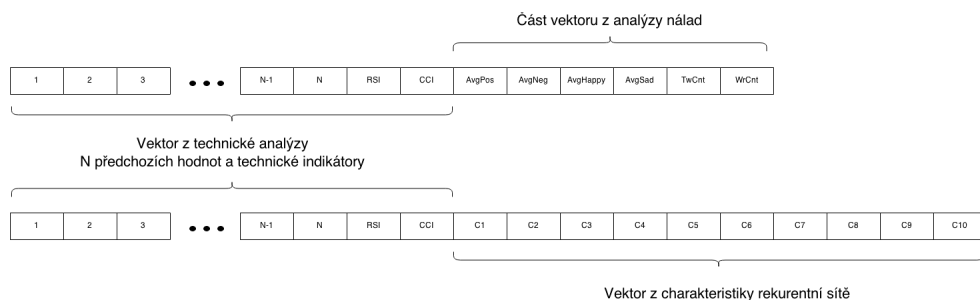 Část vektoru z analýzy nálad
1 2 3 ••• N-1 N RSI CCI AvgPos AvgNeg AvgHappy AvgSad TwCnt WrCnt
Vektor z technické analýzy
N předchozích hodnot a technické indikátory
1 2 3 ••• N-1 N RSI CCI C1 C2 C3 C4 C5 C6 C7 C8 C9 C10
Vektor z charakteristiky rekurentní sítě